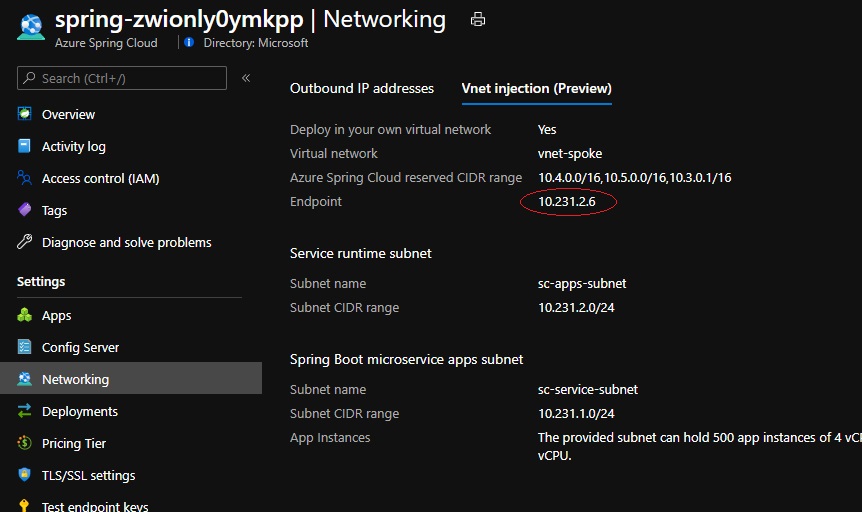 spring-zwionly0ymkpp | Networking
Azure Spring Cloud Directory: Microsoft
Search (Ctrl+/) «
Overview
Activity log
Access control (IAM)
Tags
Diagnose and solve problems
Settings
Apps
Config Server
Networking
Deployments
Pricing Tier
TLS/SSL settings
Test endpoint keys
Outbound IP addresses Vnet injection (Preview)
Deploy in your own virtual network Yes
Virtual network vnet-spoke
Azure Spring Cloud reserved CIDR range 10.4.0.0/16,10.5.0.0/16,10.3.0.1/16
Endpoint 10.231.2.6
Service runtime subnet
Subnet name sc-apps-subnet
Subnet CIDR range 10.231.2.0/24
Spring Boot microservice apps subnet
Subnet name sc-service-subnet
Subnet CIDR range 10.231.1.0/24
App Instances The provided subnet can hold 500 app instances of 4 vC
vCPU.